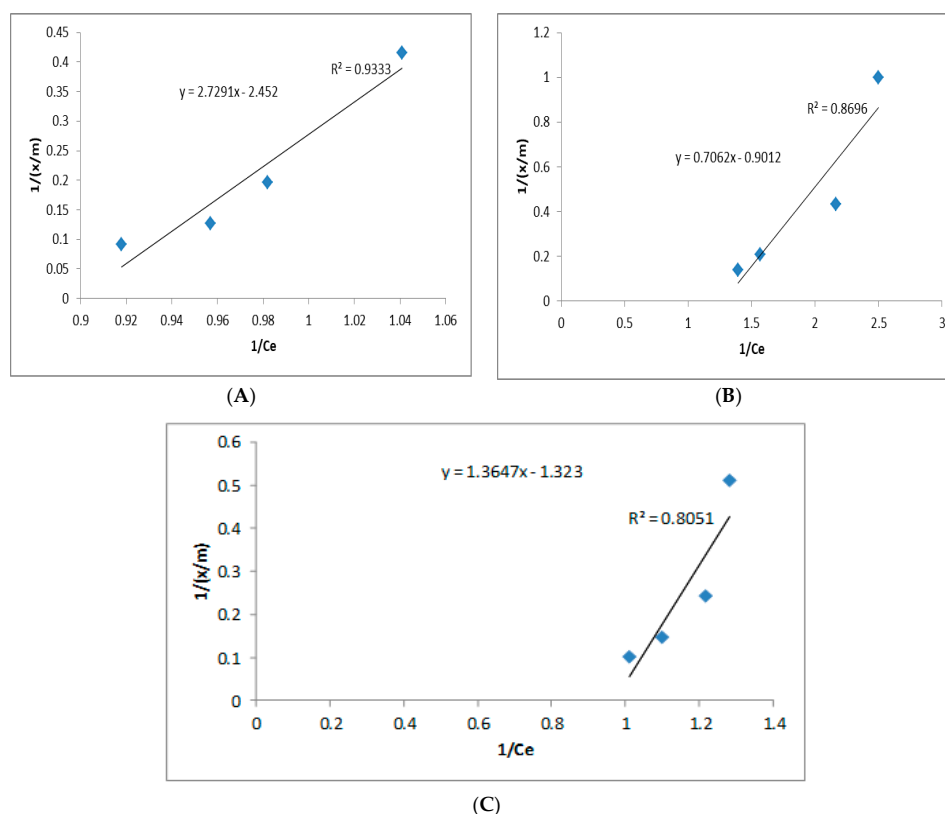 0.45
0.4
0.35
0.3
0.25
0.2
0.15
0.1
0.05
0
1/(x/m)
R² = 0.9333
y = 2.7291x - 2.452
0.9 0.92 0.94 0.96 0.98 1 1.02 1.04 1.06
1/Ce
(A)
1.2
1
0.8
0.6
0.4
0.2
0
1/(x/m)
R² = 0.8696
y = 0.7062x - 0.9012
0 0.5 1 1.5 2 2.5 3
1/Ce
(B)
0.6
0.5
0.4
0.3
0.2
0.1
0
1/(x/m)
y = 1.3647x - 1.323
R² = 0.8051
0 0.2 0.4 0.6 0.8 1 1.2 1.4
1/Ce
(C)